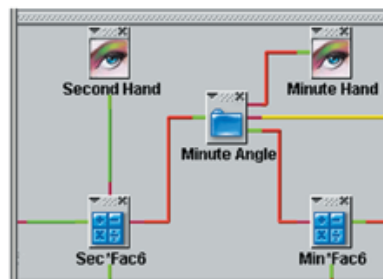 Second Hand
Minute Hand
Minute Angle
Sec*Fac6
Min*Fac6